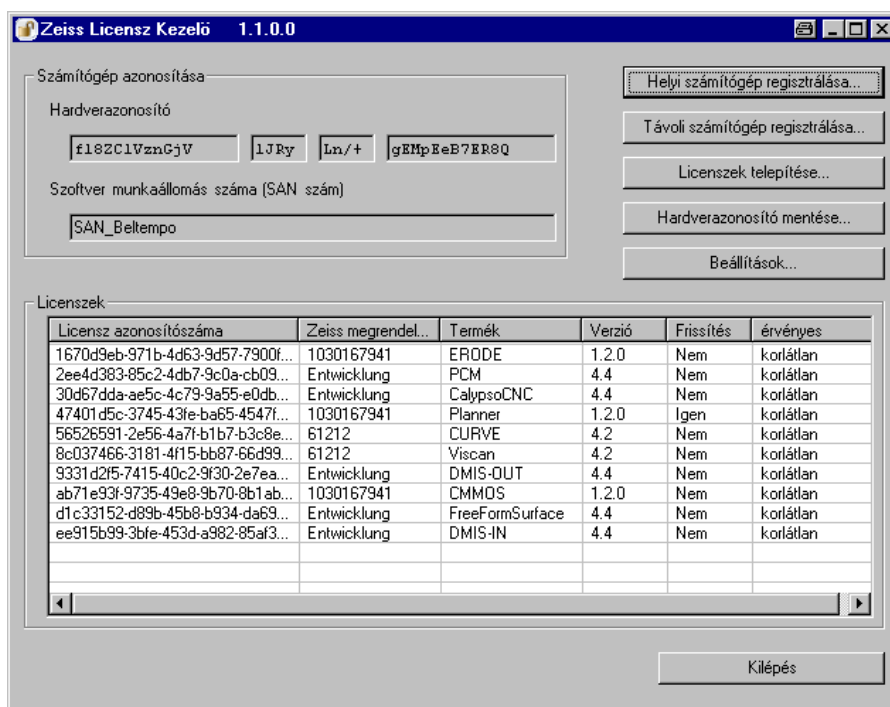 Zeiss Licensz Kezelö 1.1.0.0
Számítógép azonosítása
Hardverazonosító
f18ZClVznGjV lJRy Ln/+ gEMpEeB7ER8Q
Szoftver munkaállomás száma (SAN szám)
SAN_Beltempo
Helyi számítógép regisztrálása...
Távoli számítógép regisztrálása...
Licenszek telepítése...
Hardverazonosító mentése...
Beállítások...
Licenszek
Licensz azonosítószáma Zeiss megrendel... Termék Verzió Frissítés érvényes
1670d9eb-971b-4d63-9d57-7900f... 1030167941 ERODE 1.2.0 Nem korlátlan
2ee4d383-85c2-4db7-9c0a-cb09... Entwicklung PCM 4.4 Nem korlátlan
30d67dda-ae5c-4c79-9a55-e0db... Entwicklung CalypsoCNC 4.4 Nem korlátlan
47401d5c-3745-43fe-ba65-4547f... 1030167941 Planner 1.2.0 Igen korlátlan
56526591-2e56-4a7f-b1b7-b3c8e... 61212 CURVE 4.2 Nem korlátlan
8c037466-3181-4f15-bb87-66d99... 61212 Viscan 4.2 Nem korlátlan
9331d2f5-7415-40c2-9f30-2e7ea... Entwicklung DMIS-OUT 4.4 Nem korlátlan
ab71e93f-9735-49e8-9b70-8b1ab... 1030167941 CMMOS 1.2.0 Nem korlátlan
d1c33152-d89b-45b8-b934-da69... Entwicklung FreeFormSurface 4.4 Nem korlátlan
ee915b99-3bfe-453d-a982-85af3... Entwicklung DMIS-IN 4.4 Nem korlátlan
Kilépés